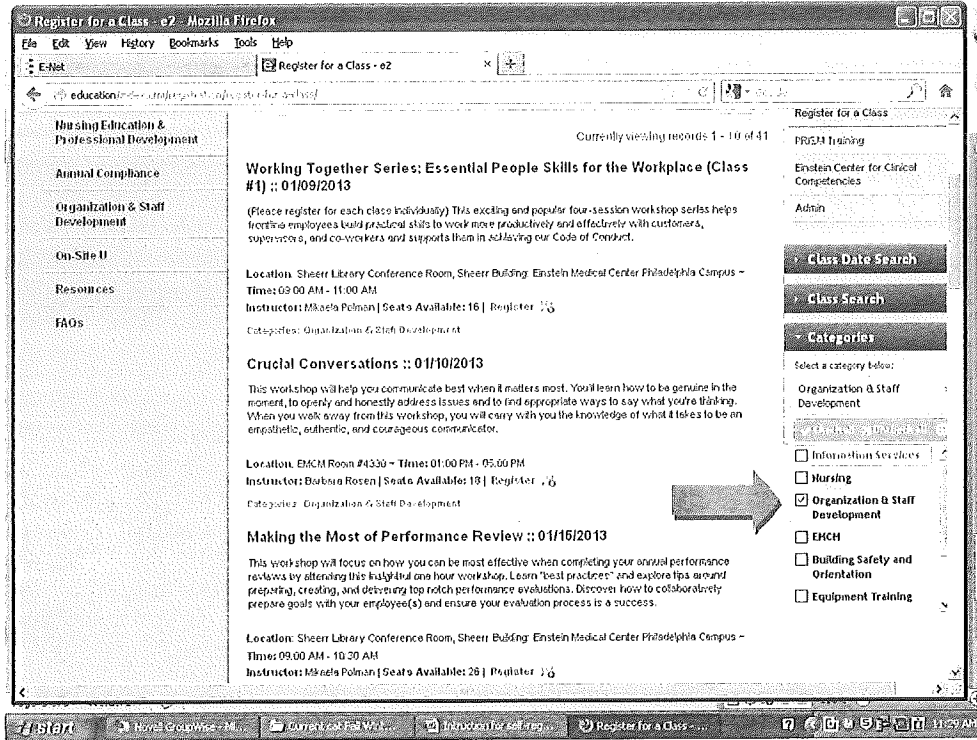 Register for a Class - e2 - Mozilla Firefox
File Edit View History Bookmarks Tools Help
E-Net
Register for a Class - e2
education
Nursing Education &
Professional Development
Annual Compliance
Organization & Staff
Development
On-Site U
Resources
FAQs
Currently viewing records 1 - 10 of 41
Working Together Series: Essential People Skills for the Workplace (Class
#1) :: 01/09/2013
(Please register for each class individually) This exciting and popular four-session workshop series helps
frontline employees build practical skills to work more productively and effectively with customers,
supervisors, and co-workers and supports them in achieving our Code of Conduct.
Location: Sheerr Library Conference Room, Sheerr Building: Einstein Medical Center Philadelphia Campus ~
Time: 09:00 AM - 11:00 AM
Instructor: Mikaela Polman | Seats Available: 16 | Register
Categories: Organization & Staff Development
Crucial Conversations :: 01/10/2013
This workshop will help you communicate best when it matters most. You'll learn how to be genuine in the
moment, to openly and honestly address issues and to find appropriate ways to say what you're thinking.
When you walk away from this workshop, you will carry with you the knowledge of what it takes to be an
empathetic, authentic, and courageous communicator.
Location: EMCM Room #4330 ~ Time: 01:00 PM - 05:00 PM
Instructor: Barbara Rosen | Seats Available: 18 | Register
Categories: Organization & Staff Development
Making the Most of Performance Review :: 01/15/2013
This workshop will focus on how you can be most effective when completing your annual performance
reviews by attending this insightful one hour workshop. Learn "best practices" and explore tips around
preparing, creating, and delivering top notch performance evaluations. Discover how to collaboratively
prepare goals with your employee(s) and ensure your evaluation process is a success.
Location: Sheerr Library Conference Room, Sheerr Building: Einstein Medical Center Philadelphia Campus ~
Time: 09:00 AM - 10:30 AM
Instructor: Mikaela Polman | Seats Available: 26 | Register
Register for a Class
PRISM Training
Einstein Center for Clinical
Competencies
Admin
Class Date Search
Class Search
Categories
Select a category below:
Organization & Staff
Development
Information Services
Nursing
Organization & Staff
Development
EMCM
Building Safety and
Orientation
Equipment Training
start
Novell GroupWise - M...
Register for a Class - ...
11:29 AM